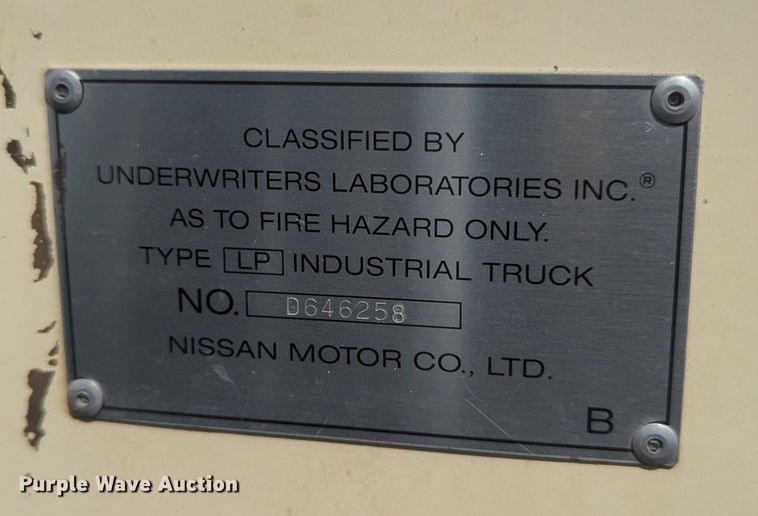 CLASSIFIED BY
UNDERWRITERS LABORATORIES INC.®
AS TO FIRE HAZARD ONLY.
TYPE LP INDUSTRIAL TRUCK
NO. D646258
NISSAN MOTOR CO., LTD.
B
Purple Wave Auction